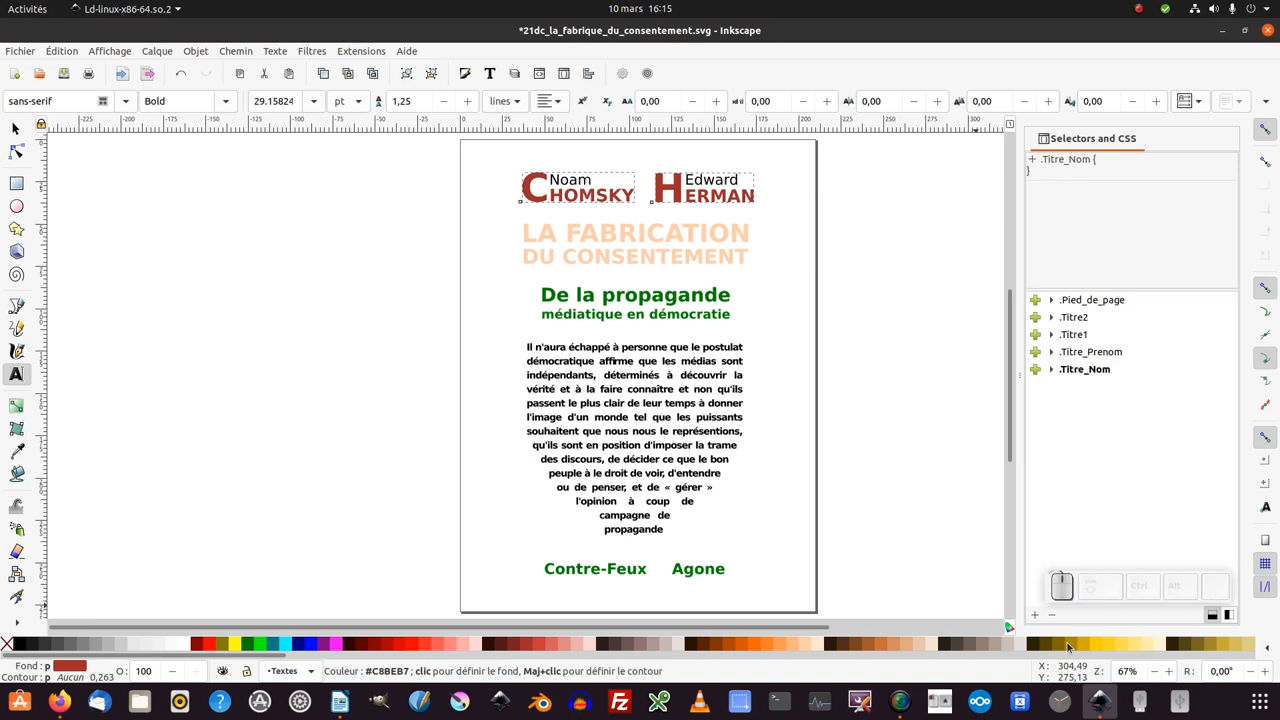 Activités
Ld-linux-x86-64.so.2
10 mars 16:15
*21dc_la_fabrique_du_consentement.svg - Inkscape
Fichier Édition Affichage Calque Objet Chemin Texte Filtres Extensions Aide
sans-serif Bold 29.15824 pt 1,25 lines 0,00 0,00 0,00 0,00 0,00
Selectors and CSS
.Titre_Nom {
}
Noam
CHOMSKY
Edward
HERMAN
LA FABRICATION
DU CONSENTEMENT
De la propagande
médiatique en démocratie
Il n'aura échappé à personne que le postulat
démocratique affirme que les médias sont
indépendants, déterminés à découvrir la
vérité et à la faire connaître et non qu'ils
passent le plus clair de leur temps à donner
l'image d'un monde tel que les puissants
souhaitent que nous nous le représentions,
qu'ils sont en position d'imposer la trame
des discours, de décider ce que le bon
peuple à le droit de voir, d'entendre
ou de penser, et de « gérer »
l'opinion à coup de
campagne de
propagande
Contre-Feux Agone
.Pied_de_page
.Titre2
.Titre1
.Titre_Prenom
.Titre_Nom
Ctrl Alt
Fond : p
Contour : p Aucun 0,263
O : 100
Textes
Couleur : #C8BEB7; clic pour définir le fond, Maj+clic pour définir le contour
X : 304,49
Y : 275,13
Z : 67%
R : 0,00°